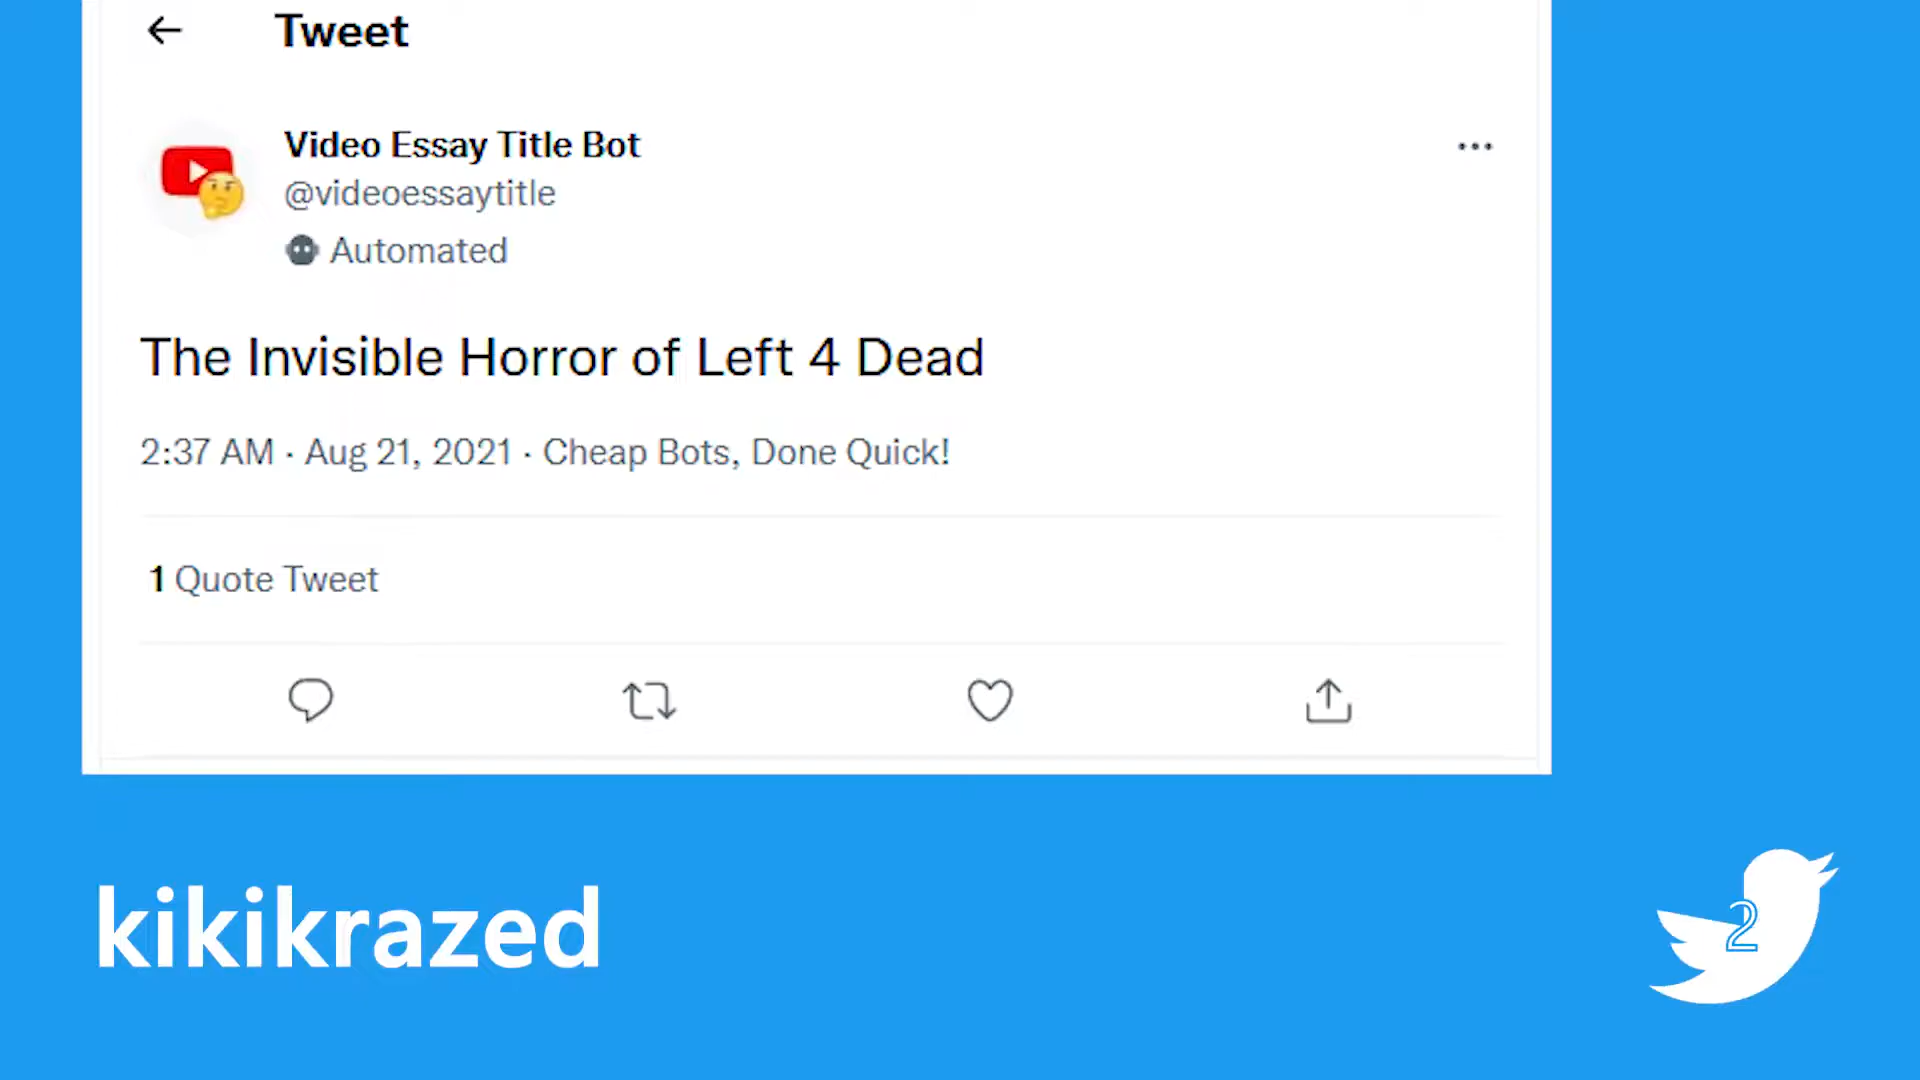 Tweet
Video Essay Title Bot
@videoessaytitle
Automated
The Invisible Horror of Left 4 Dead
2:37 AM · Aug 21, 2021 · Cheap Bots, Done Quick!
1 Quote Tweet
kikikrazed
2